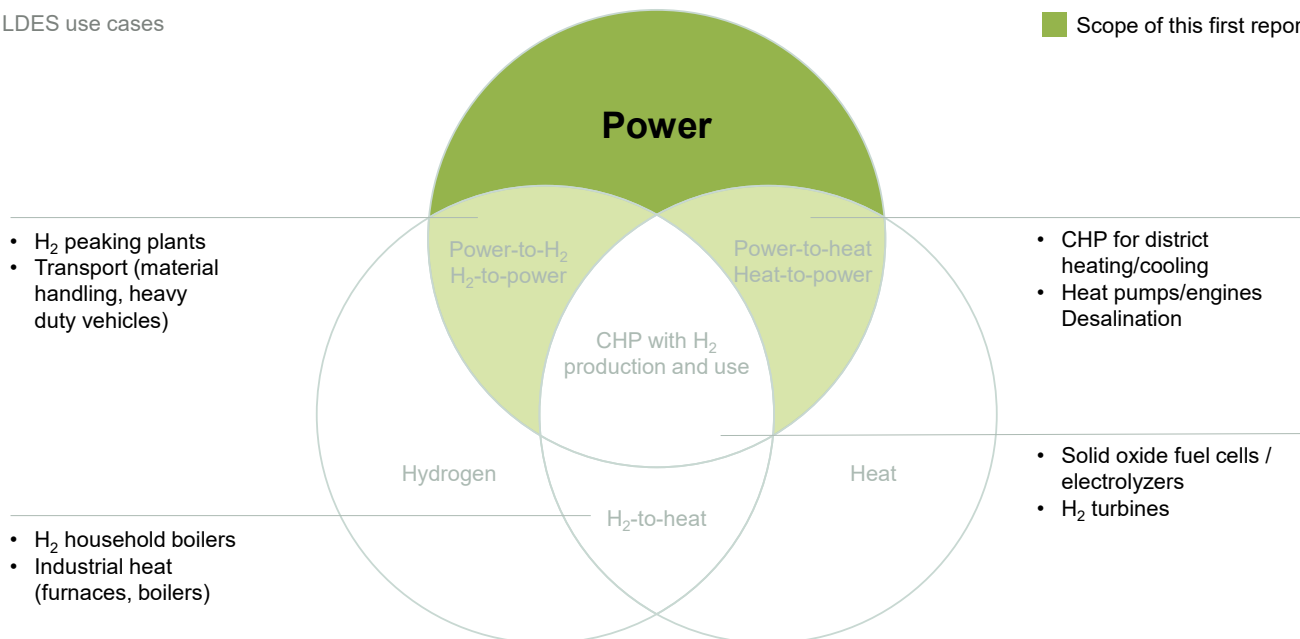 LDES use cases
Scope of this first repor
Power
• H₂ peaking plants
• Transport (material
handling, heavy
duty vehicles)
Power-to-H₂
H₂-to-power
Power-to-heat
Heat-to-power
• CHP for district
heating/cooling
• Heat pumps/engines
Desalination
CHP with H₂
production and use
Hydrogen
Heat
• Solid oxide fuel cells /
electrolyzers
• H₂ turbines
H₂-to-heat
• H₂ household boilers
• Industrial heat
(furnaces, boilers)